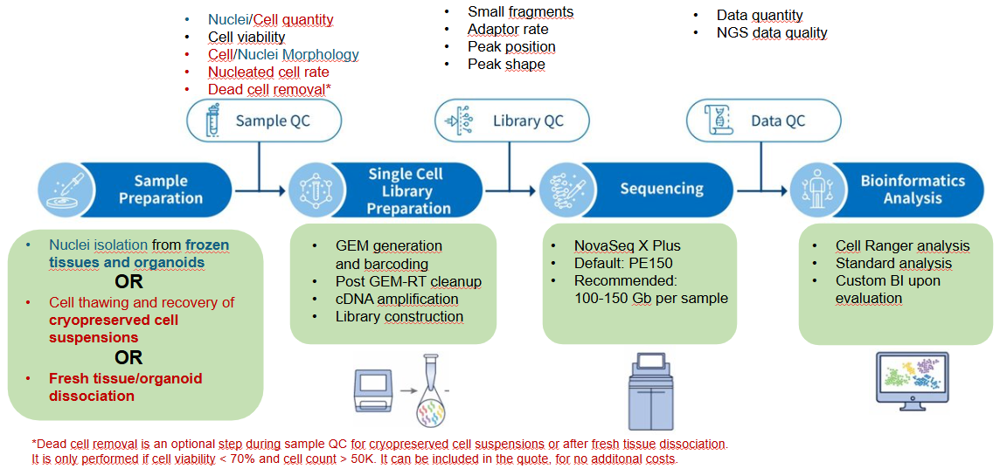 Nuclei/Cell quantity
Cell viability
Cell/Nuclei Morphology
Nucleated cell rate
Dead cell removal*
Small fragments
Adaptor rate
Peak position
Peak shape
Data quantity
NGS data quality
Sample QC
Library QC
Data QC
Sample
Preparation
Single Cell
Library
Preparation
Sequencing
Bioinformatics
Analysis
Nuclei isolation from frozen
tissues and organoids
OR
Cell thawing and recovery of
cryopreserved cell
suspensions
OR
Fresh tissue/organoid
dissociation
GEM generation
and barcoding
Post GEM-RT cleanup
cDNA amplification
Library construction
NovaSeq X Plus
Default: PE150
Recommended:
100-150 Gb per sample
Cell Ranger analysis
Standard analysis
Custom BI upon
evaluation
*Dead cell removal is an optional step during sample QC for cryopreserved cell suspensions or after fresh tissue dissociation.
It is only performed if cell viability < 70% and cell count > 50K. It can be included in the quote, for no additonal costs.